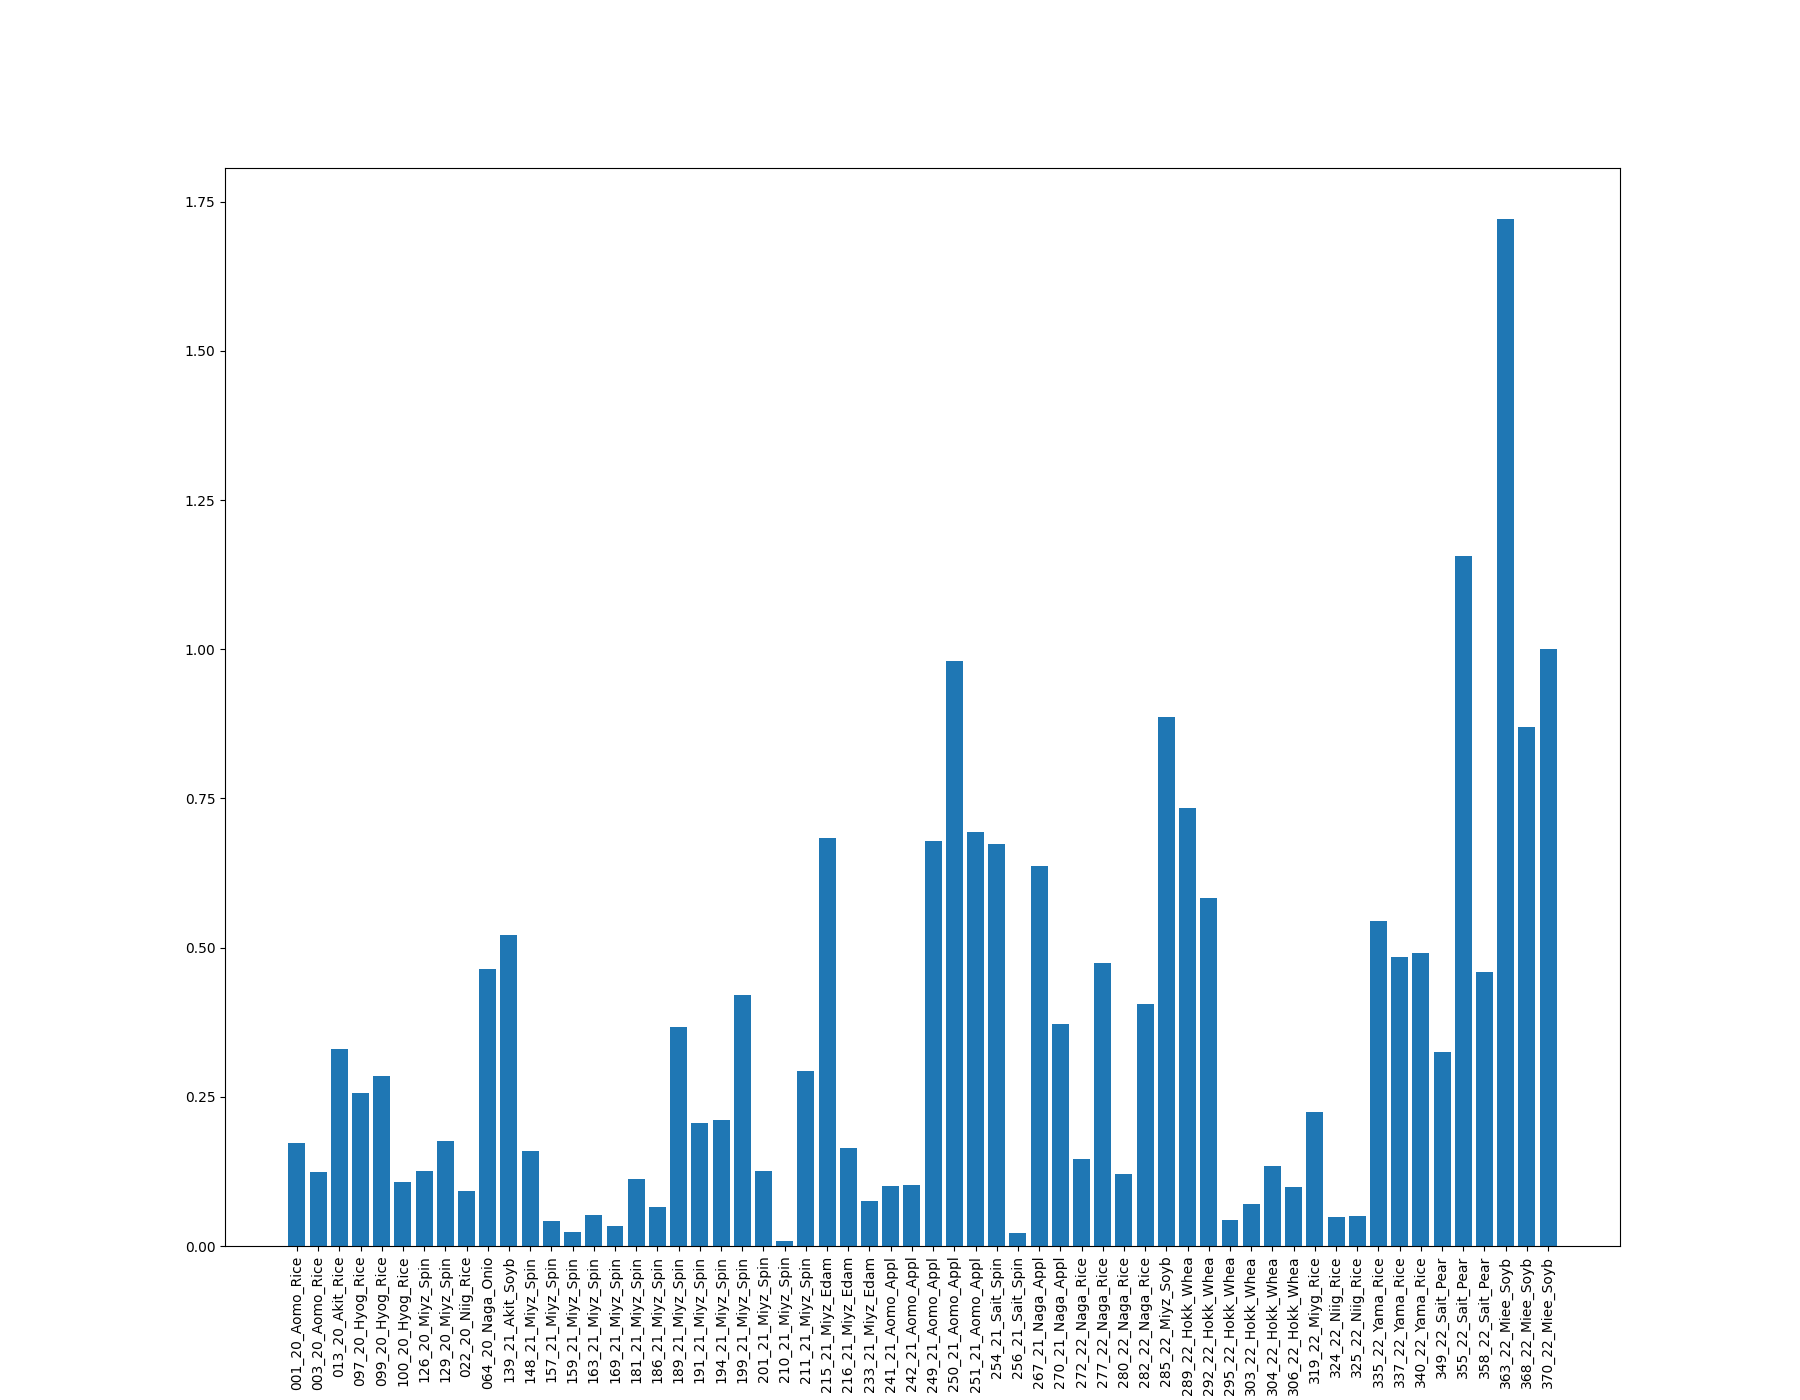 1.75
1.50
1.25
1.00
0.75
0.50
0.25
0.00
001_20_Aomo_Rice
003_20_Aomo_Rice
013_20_Akit_Rice
097_20_Hyog_Rice
099_20_Hyog_Rice
100_20_Hyog_Rice
126_20_Miyz_Spin
129_20_Miyz_Spin
022_20_Niig_Rice
064_20_Naga_Onio
139_21_Akit_Soyb
148_21_Miyz_Spin
157_21_Miyz_Spin
159_21_Miyz_Spin
163_21_Miyz_Spin
169_21_Miyz_Spin
181_21_Miyz_Spin
186_21_Miyz_Spin
189_21_Miyz_Spin
191_21_Miyz_Spin
194_21_Miyz_Spin
199_21_Miyz_Spin
201_21_Miyz_Spin
210_21_Miyz_Spin
211_21_Miyz_Spin
215_21_Miyz_Edam
216_21_Miyz_Edam
233_21_Miyz_Edam
241_21_Aomo_Appl
242_21_Aomo_Appl
249_21_Aomo_Appl
250_21_Aomo_Appl
251_21_Aomo_Appl
254_21_Sait_Spin
256_21_Sait_Spin
267_21_Naga_Appl
270_21_Naga_Appl
272_22_Naga_Rice
277_22_Naga_Rice
280_22_Naga_Rice
282_22_Naga_Rice
285_22_Miyz_Soyb
289_22_Hokk_Whea
292_22_Hokk_Whea
295_22_Hokk_Whea
303_22_Hokk_Whea
304_22_Hokk_Whea
306_22_Hokk_Whea
319_22_Miyg_Rice
324_22_Niig_Rice
325_22_Niig_Rice
335_22_Yama_Rice
337_22_Yama_Rice
340_22_Yama_Rice
349_22_Sait_Pear
355_22_Sait_Pear
358_22_Sait_Pear
363_22_Miee_Soyb
368_22_Miee_Soyb
370_22_Miee_Soyb